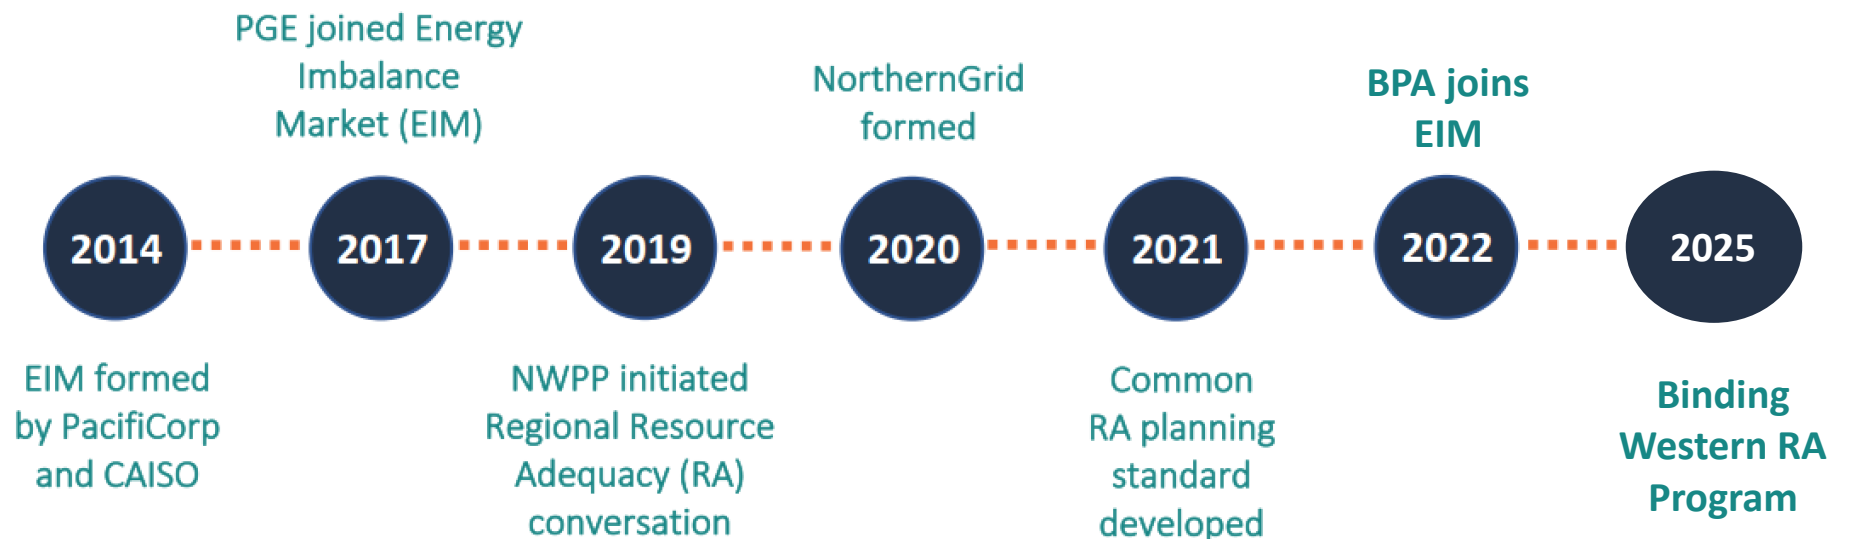 PGE joined Energy
Imbalance
Market (EIM)
NorthernGrid
formed
BPA joins
EIM
2014
2017
2019
2020
2021
2022
2025
EIM formed
by PacifiCorp
and CAISO
NWPP initiated
Regional Resource
Adequacy (RA)
conversation
Common
RA planning
standard
developed
Binding
Western RA
Program